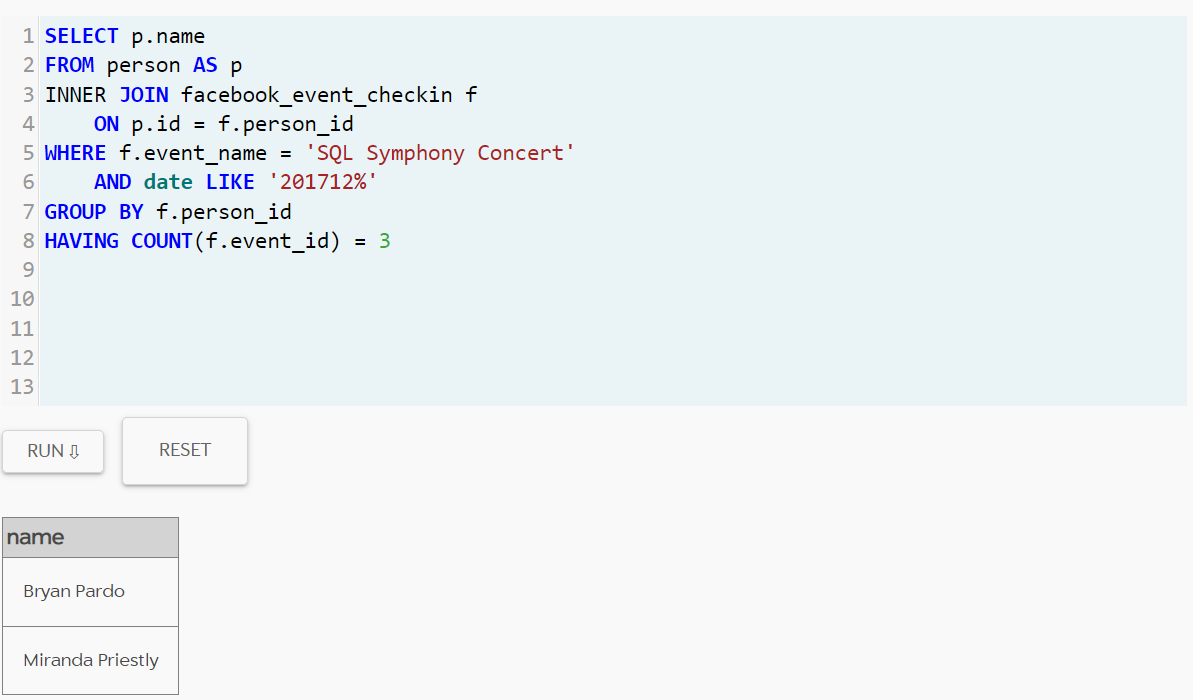 1 SELECT p.name
2 FROM person AS p
3 INNER JOIN facebook_event_checkin f
4     ON p.id = f.person_id
5 WHERE f.event_name = 'SQL Symphony Concert'
6     AND date LIKE '201712%'
7 GROUP BY f.person_id
8 HAVING COUNT(f.event_id) = 3
9
10
11
12
13
RUN ⇩ RESET
name
Bryan Pardo
Miranda Priestly